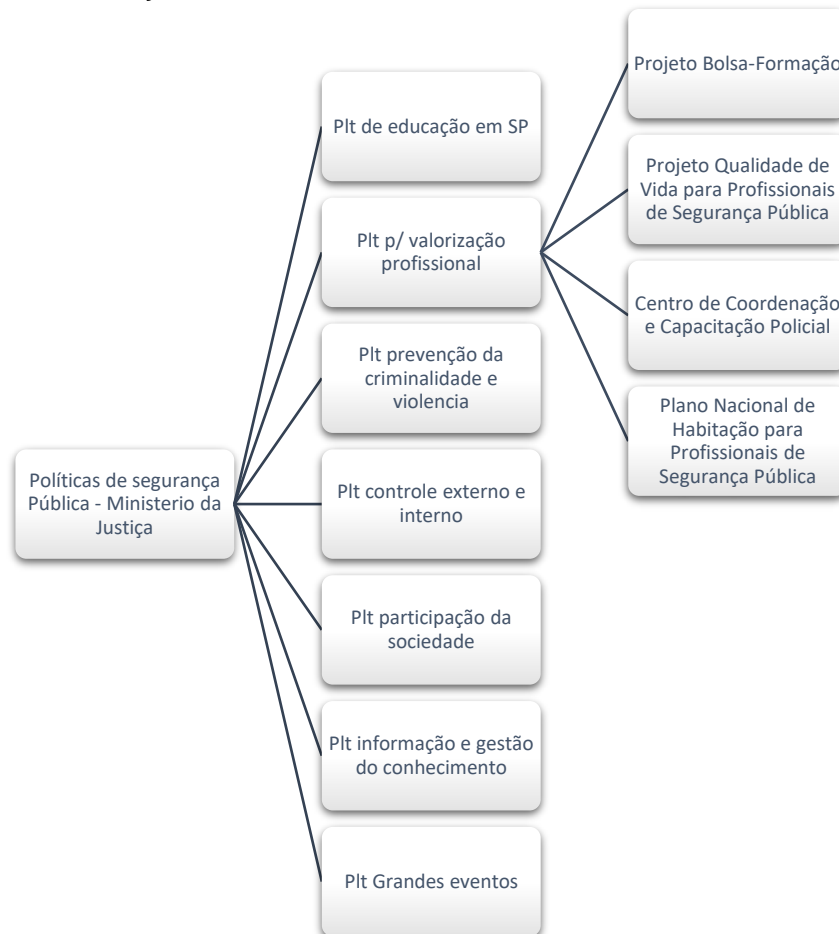 Políticas de segurança
Pública - Ministerio da
Justiça
Plt de educação em SP
Plt p/ valorização
profissional
Projeto Bolsa-Formação
Projeto Qualidade de
Vida para Profissionais
de Segurança Pública
Centro de Coordenação
e Capacitação Policial
Plano Nacional de
Habitação para
Profissionais de
Segurança Pública
Plt prevenção da
criminalidade e
violencia
Plt controle externo e
interno
Plt participação da
sociedade
Plt informação e gestão
do conhecimento
Plt Grandes eventos